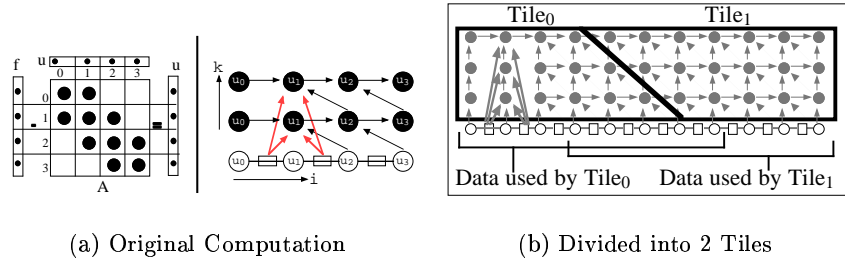 Tile0 Tile1
u u
f 0 1 2 3
k
0 u0 u1 u2 u3
1
- =
u0 u1 u2 u3
2
3 u0 u1 u2 u3
A i
Data used by Tile0 Data used by Tile1
(a) Original Computation (b) Divided into 2 Tiles